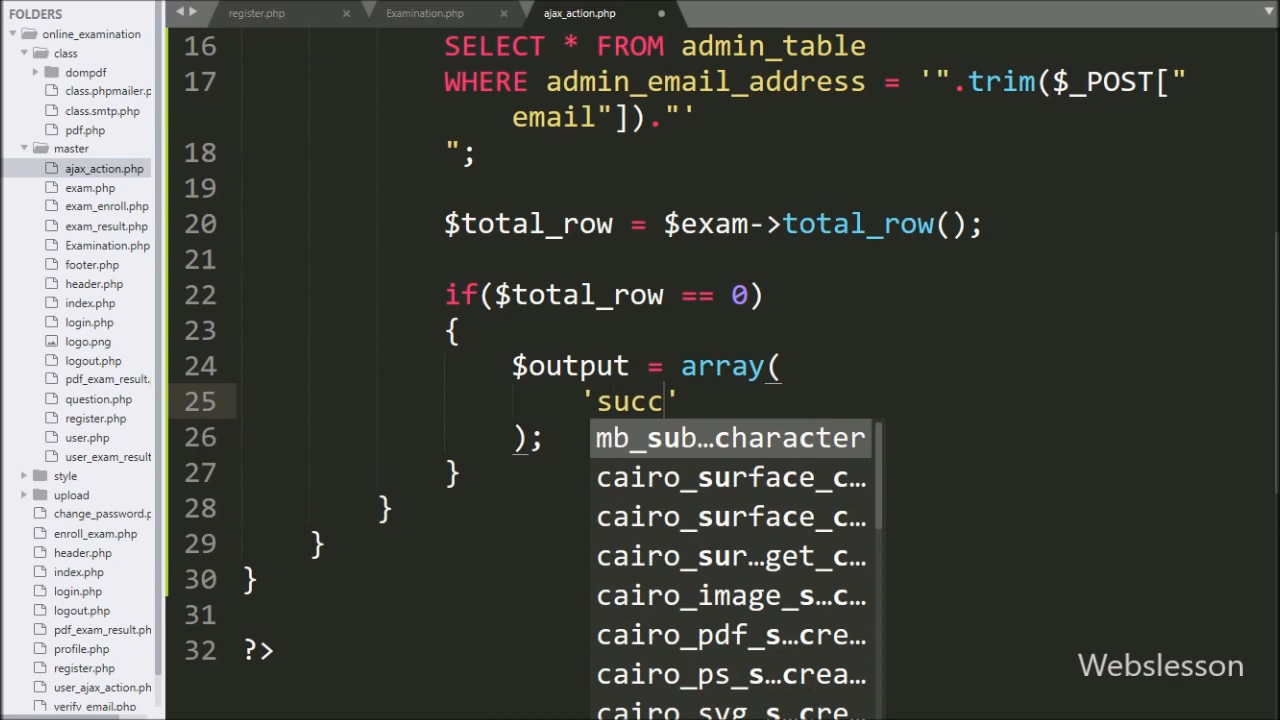 FOLDERS
online_examination
class
dompdf
class.phpmailer.p
class.smtp.php
pdf.php
master
ajax_action.php
exam.php
exam_enroll.php
exam_result.php
Examination.php
footer.php
header.php
index.php
login.php
logo.png
logout.php
pdf_exam_result.
question.php
register.php
user.php
user_exam_result
style
upload
change_password.p
enroll_exam.php
header.php
index.php
login.php
logout.php
pdf_exam_result.ph
profile.php
register.php
user_ajax_action.ph
verify_email.php
register.php × Examination.php × ajax_action.php
16 SELECT * FROM admin_table
17 WHERE admin_email_address = '".trim($_POST["
email"])."'
18 ";
19
20 $total_row = $exam->total_row();
21
22 if($total_row == 0)
23 {
24 $output = array(
25 'succ'
26 );
27 }
28 }
29 }
30 }
31
32 ?>
mb_sub…character
cairo_surface_c…
cairo_surface_c…
cairo_sur…get_c…
cairo_image_s…c…
cairo_pdf_s…cre…
cairo_ps_s…crea…
cairo_svg_s…cre…
Webslesson